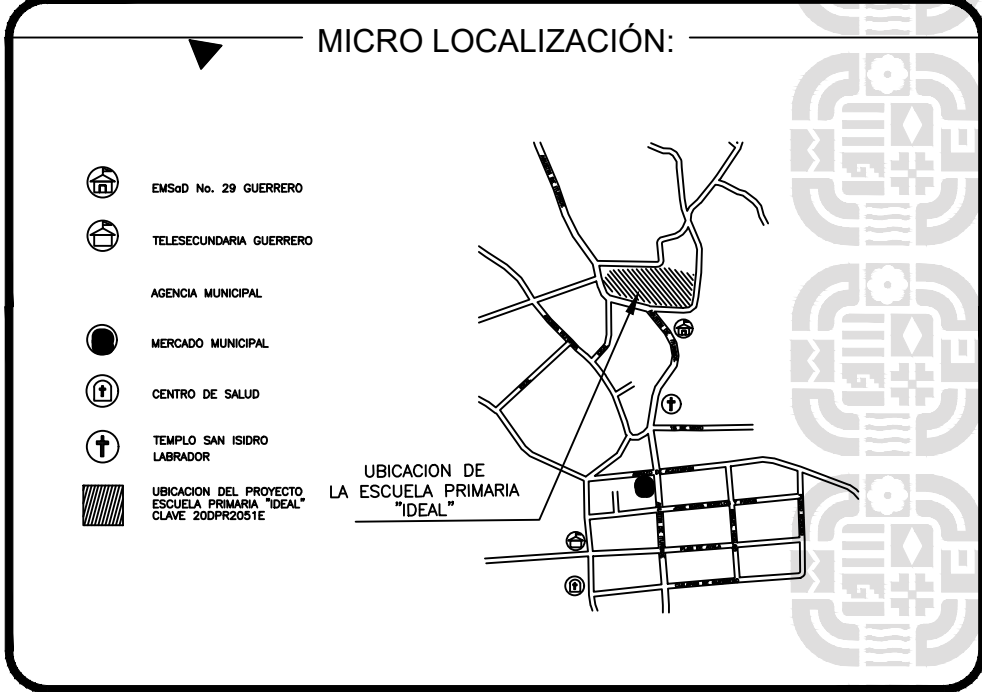 MICRO LOCALIZACIÓN:
EMSaD No. 29 GUERRERO
TELESECUNDARIA GUERRERO
AGENCIA MUNICIPAL
MERCADO MUNICIPAL
CENTRO DE SALUD
TEMPLO SAN ISIDRO
LABRADOR
UBICACION DEL PROYECTO
ESCUELA PRIMARIA "IDEAL"
CLAVE 20DPR2051E
UBICACION DE
LA ESCUELA PRIMARIA
"IDEAL"